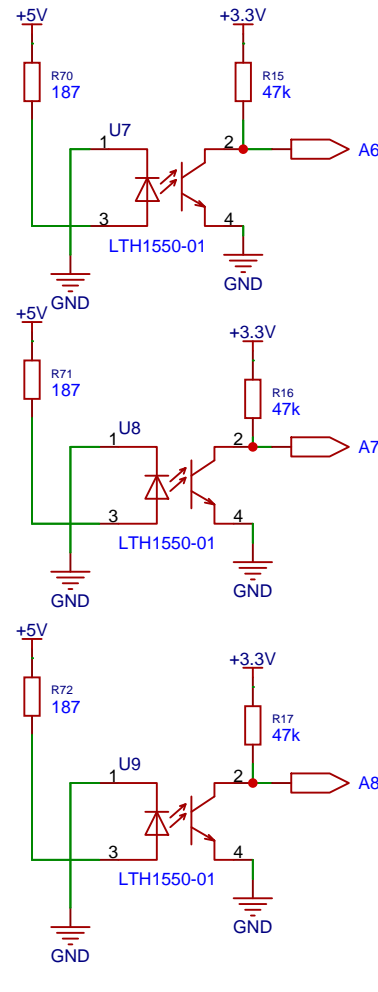 +5V
+3.3V
R70
187
R15
47k
U7
1
2
A6
3
4
LTH1550-01
GND
GND
+5V
+3.3V
R71
187
R16
47k
U8
1
2
A7
3
4
LTH1550-01
GND
GND
+5V
+3.3V
R72
187
R17
47k
U9
1
2
A8
3
4
LTH1550-01
GND
GND